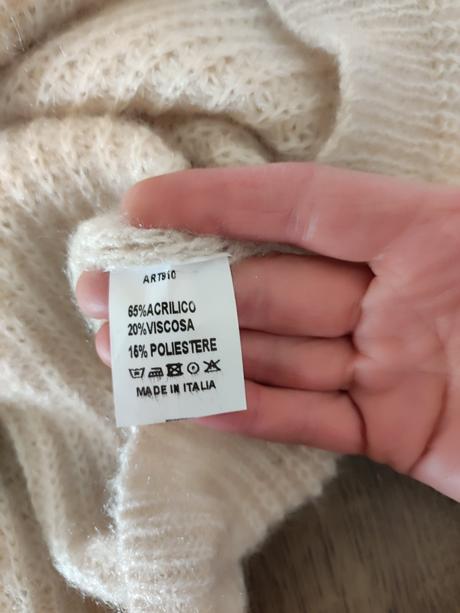 ART910
65%ACRILICO
20%VISCOSA
15% POLIESTERE
MADE IN ITALIA